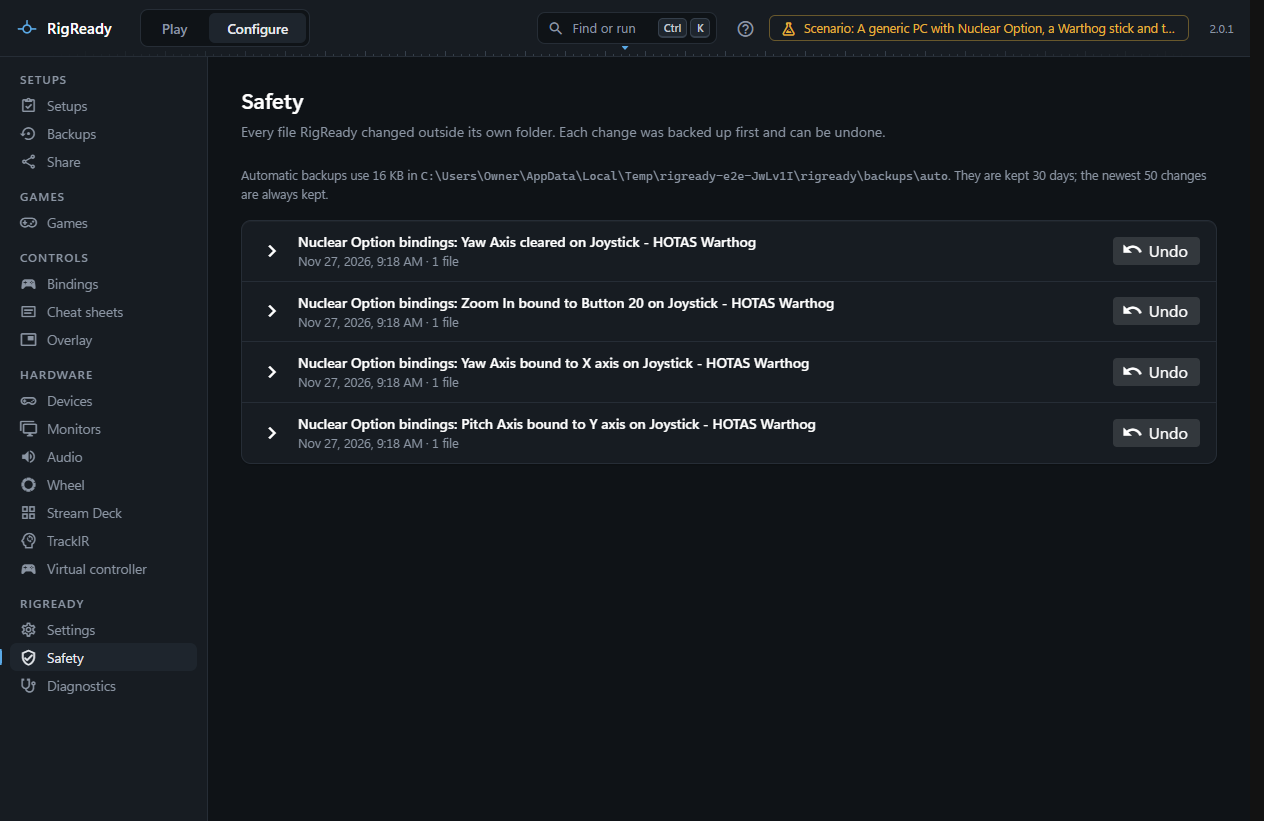 RigReady
Play
Configure
Find or run
Ctrl
K
Scenario: A generic PC with Nuclear Option, a Warthog stick and t...
2.0.1
SETUPS
Setups
Backups
Share
GAMES
Games
CONTROLS
Bindings
Cheat sheets
Overlay
HARDWARE
Devices
Monitors
Audio
Wheel
Stream Deck
TrackIR
Virtual controller
RIGREADY
Settings
Safety
Diagnostics
Safety
Every file RigReady changed outside its own folder. Each change was backed up first and can be undone.
Automatic backups use 16 KB in C:\Users\Owner\AppData\Local\Temp\rigready-e2e-JwLv1I\rigready\backups\auto. They are kept 30 days; the newest 50 changes
are always kept.
Nuclear Option bindings: Yaw Axis cleared on Joystick - HOTAS Warthog
Nov 27, 2026, 9:18 AM · 1 file
Undo
Nuclear Option bindings: Zoom In bound to Button 20 on Joystick - HOTAS Warthog
Nov 27, 2026, 9:18 AM · 1 file
Undo
Nuclear Option bindings: Yaw Axis bound to X axis on Joystick - HOTAS Warthog
Nov 27, 2026, 9:18 AM · 1 file
Undo
Nuclear Option bindings: Pitch Axis bound to Y axis on Joystick - HOTAS Warthog
Nov 27, 2026, 9:18 AM · 1 file
Undo